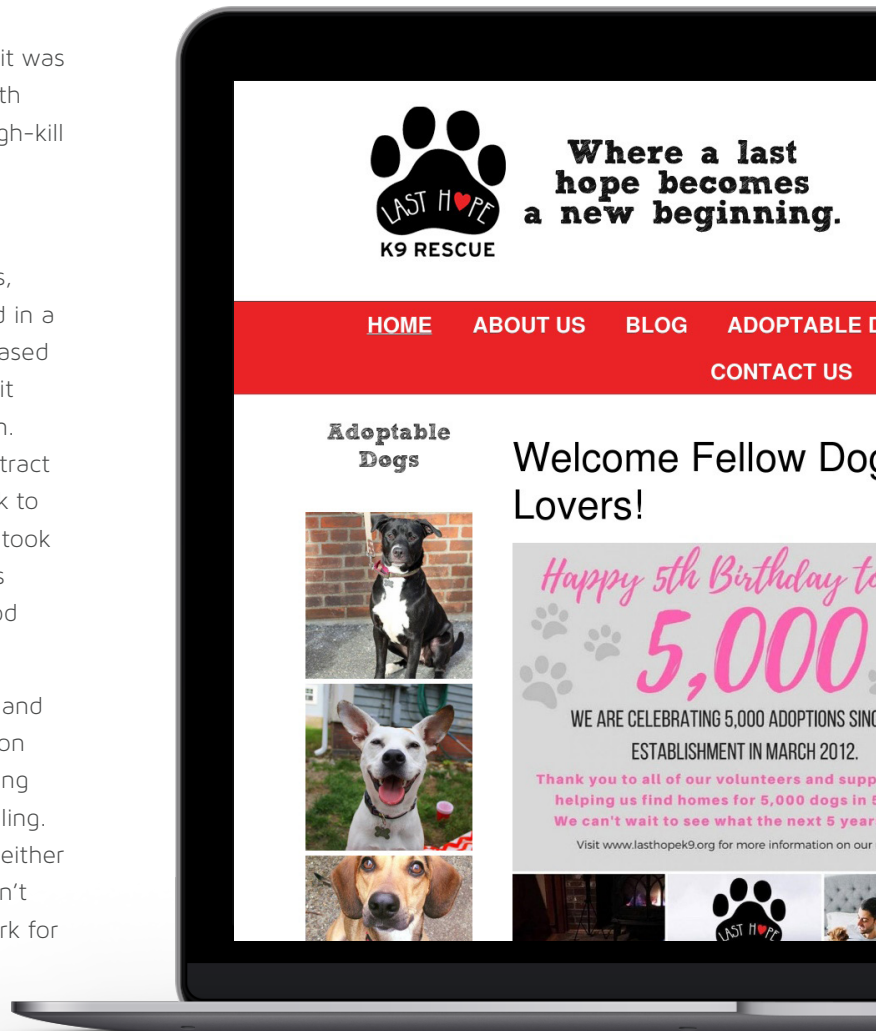 it was
th
gh-kill
s,
d in a
ased
it
n.
tract
k to
took
s
od
and
on
ng
ling.
either
n't
rk for
LAST HOPE
K9 RESCUE
Where a last
hope becomes
a new beginning.
HOME ABOUT US BLOG ADOPTABLE D
CONTACT US
Adoptable
Dogs
Welcome Fellow Dog
Lovers!
Happy 5th Birthday to
5,000
WE ARE CELEBRATING 5,000 ADOPTIONS SINC
ESTABLISHMENT IN MARCH 2012.
Thank you to all of our volunteers and supp
helping us find homes for 5,000 dogs in 5
We can't wait to see what the next 5 year
Visit www.lasthopek9.org for more information on our
LAST HOPE